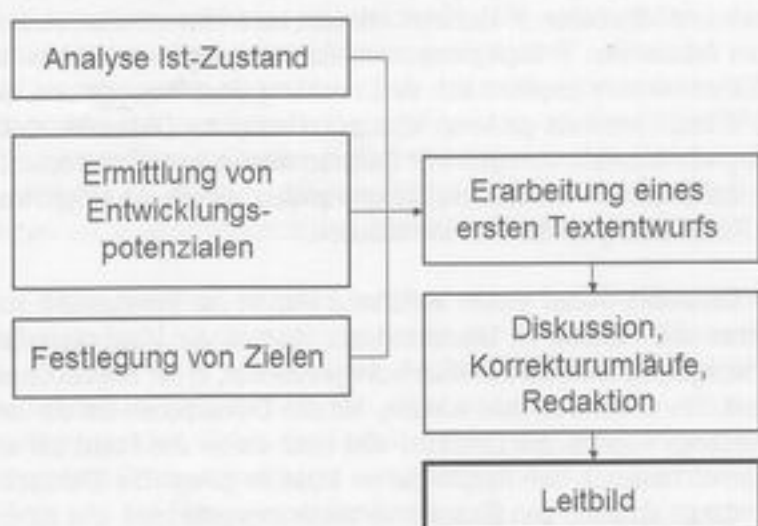 Analyse Ist-Zustand
Ermittlung von
Entwicklungs-
potenzialen
Festlegung von Zielen
Erarbeitung eines
ersten Textentwurfs
Diskussion,
Korrekturumläufe,
Redaktion
Leitbild